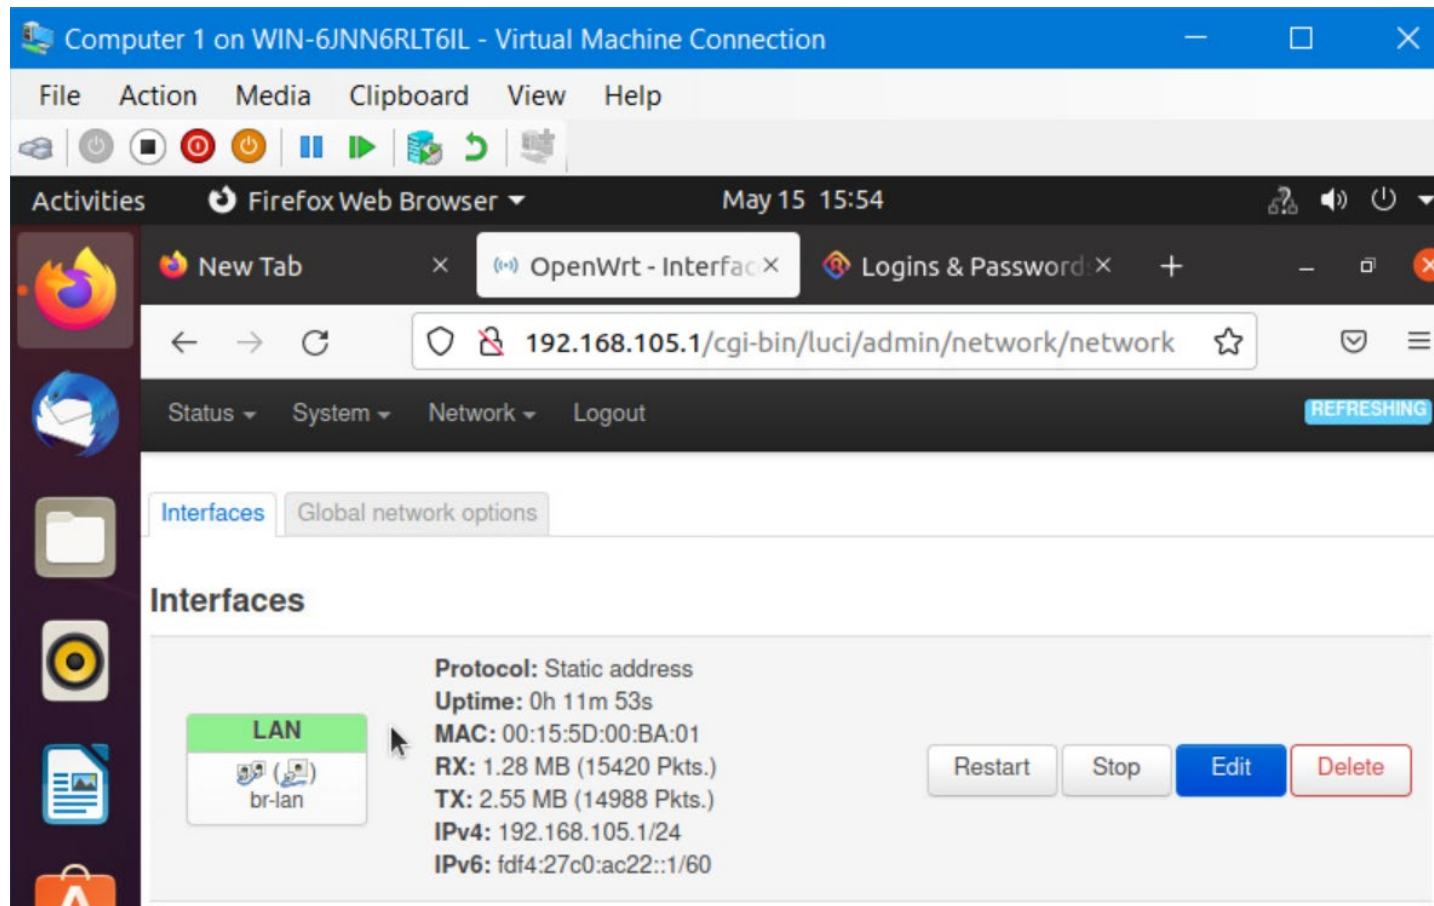 Computer 1 on WIN-6JNN6RLT6IL - Virtual Machine Connection
File Action Media Clipboard View Help
Activities Firefox Web Browser May 15 15:54
New Tab OpenWrt - Interfac Logins & Password
192.168.105.1/cgi-bin/luci/admin/network/network
Status System Network Logout REFRESHING
Interfaces Global network options
Interfaces
Protocol: Static address
Uptime: 0h 11m 53s
LAN MAC: 00:15:5D:00:BA:01
RX: 1.28 MB (15420 Pkts.) Restart Stop Edit Delete
br-lan TX: 2.55 MB (14988 Pkts.)
IPv4: 192.168.105.1/24
IPv6: fdf4:27c0:ac22::1/60